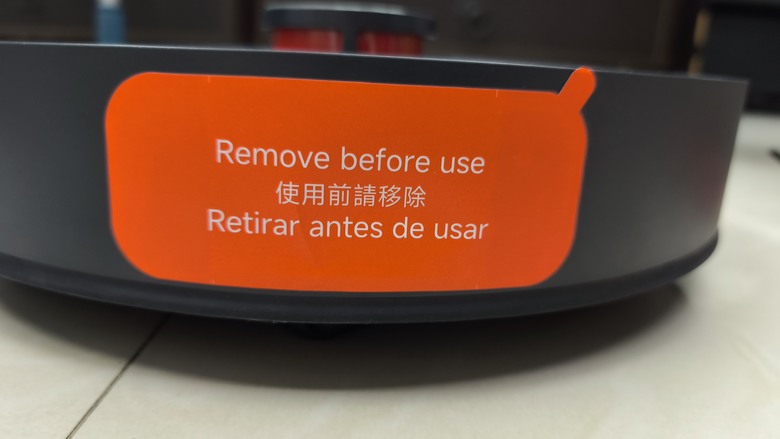 Remove before use
使用前請移除
Retirar antes de usar